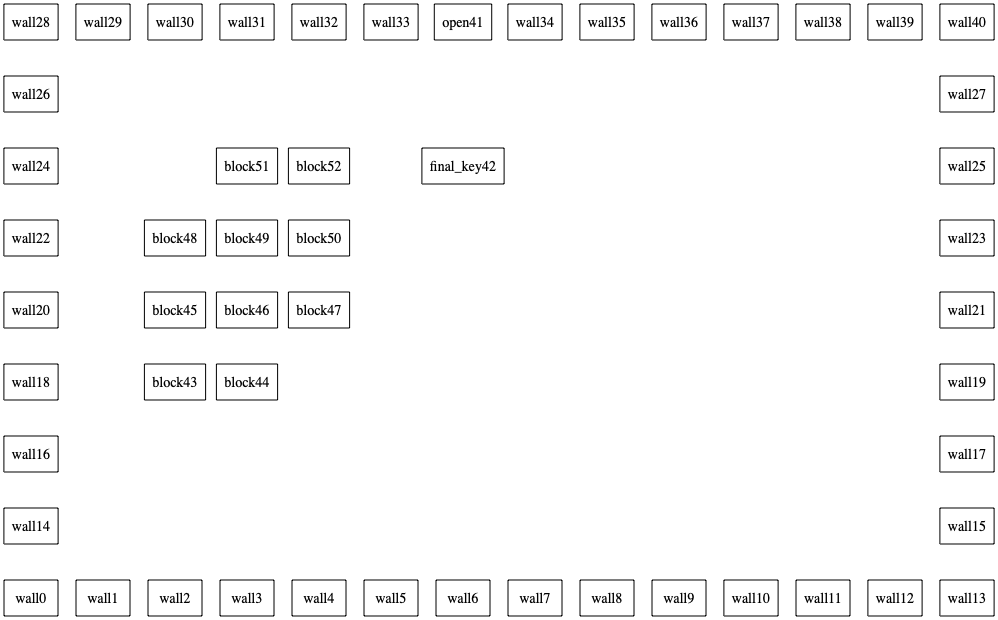 wall28 wall29 wall30 wall31 wall32 wall33 open41 wall34 wall35 wall36 wall37 wall38 wall39 wall40
wall26 wall27
wall24 block51 block52 final_key42 wall25
wall22 block48 block49 block50 wall23
wall20 block45 block46 block47 wall21
wall18 block43 block44 wall19
wall16 wall17
wall14 wall15
wall0 wall1 wall2 wall3 wall4 wall5 wall6 wall7 wall8 wall9 wall10 wall11 wall12 wall13